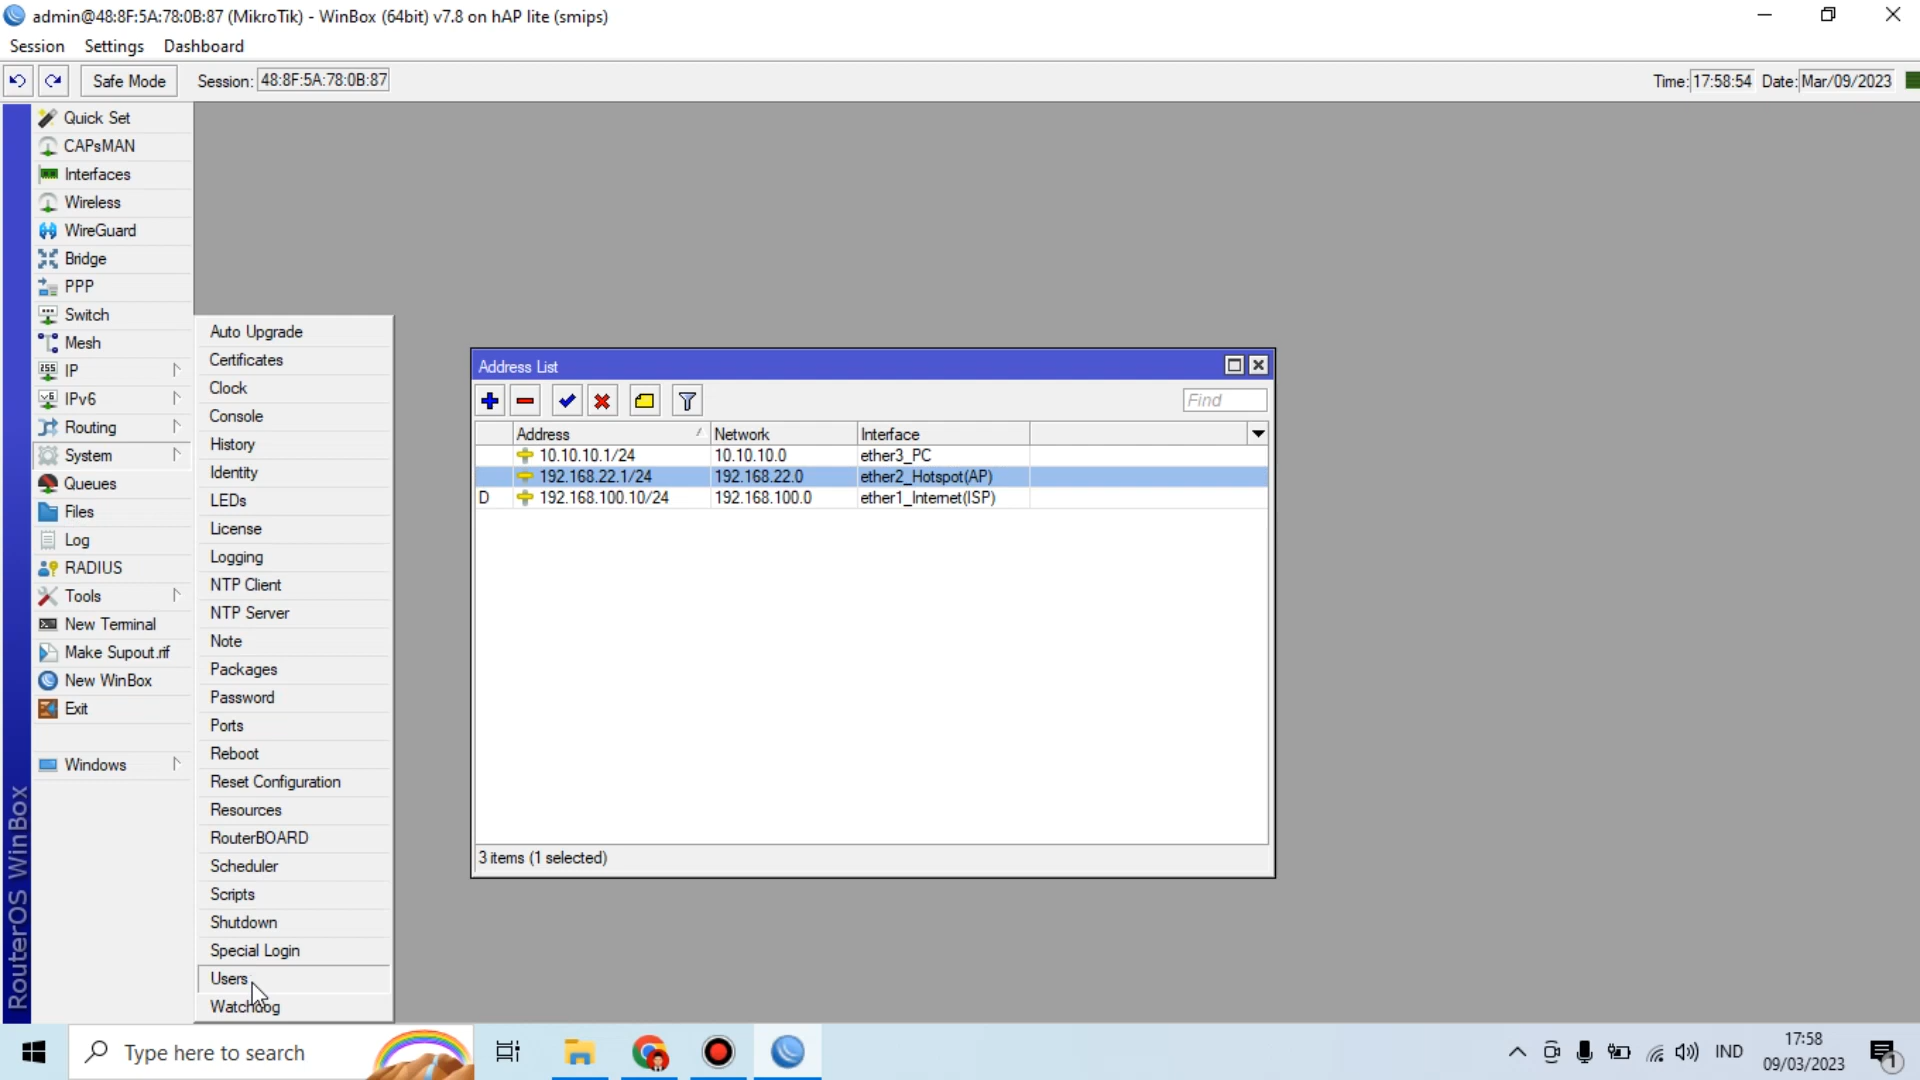 admin@48:8F:5A:78:0B:87 (MikroTik) - WinBox (64bit) v7.8 on hAP lite (smips)
Session Settings Dashboard
Safe Mode Session: 48:8F:5A:78:0B:87 Time: 17:58:54 Date: Mar/09/2023
Quick Set
CAPsMAN
Interfaces
Wireless
WireGuard
Bridge
PPP
Switch
Mesh
IP
IPv6
Routing
System
Queues
Files
Log
RADIUS
Tools
New Terminal
Make Supout.rif
New WinBox
Exit
Windows
RouterOS WinBox
Auto Upgrade
Certificates
Clock
Console
History
Identity
LEDs
License
Logging
NTP Client
NTP Server
Note
Packages
Password
Ports
Reboot
Reset Configuration
Resources
RouterBOARD
Scheduler
Scripts
Shutdown
Special Login
Users
Watchdog
Address List
Find
Address Network Interface
10.10.10.1/24 10.10.10.0 ether3_PC
192.168.22.1/24 192.168.22.0 ether2_Hotspot(AP)
D 192.168.100.10/24 192.168.100.0 ether1_Internet(ISP)
3 items (1 selected)
Type here to search
IND
17:58
09/03/2023
1